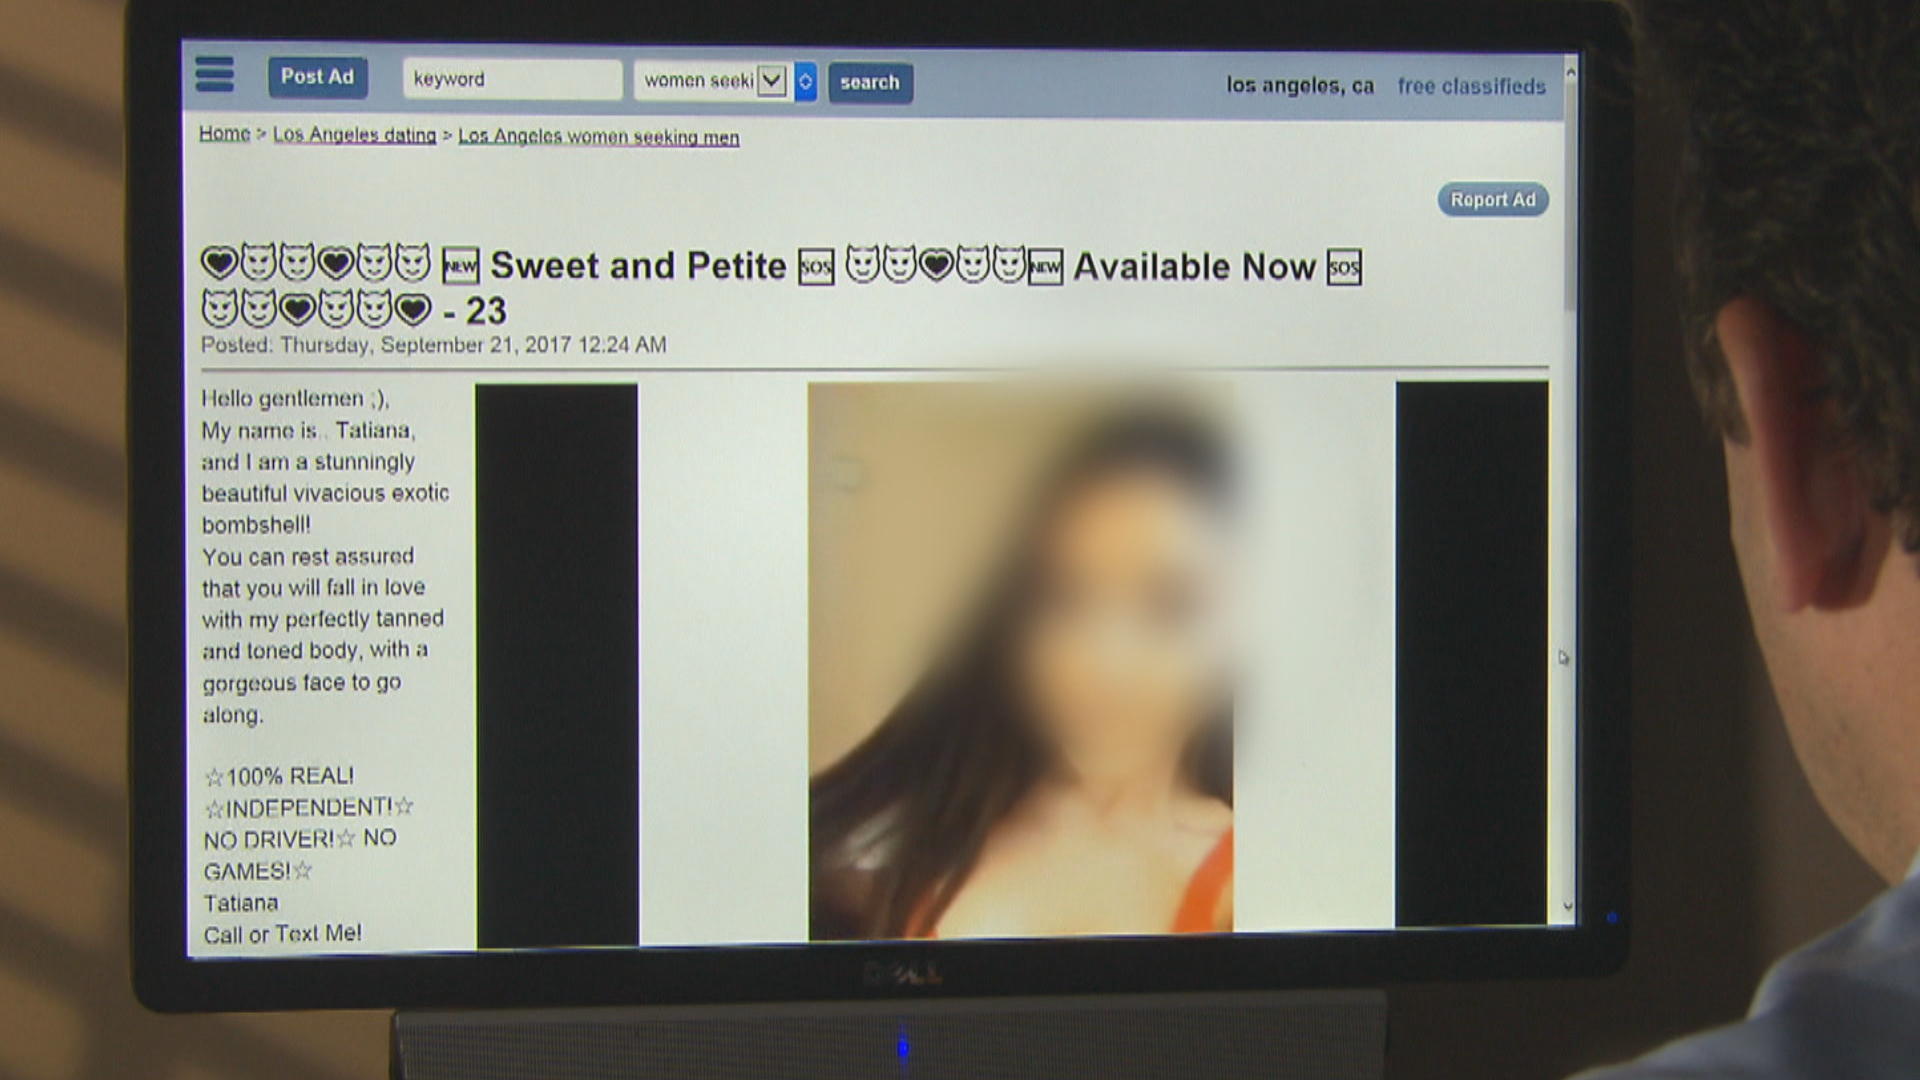 Post Ad keyword women seeki search los angeles, ca free classifieds
Home > Los Angeles dating > Los Angeles women seeking men
Report Ad
❤😈😈❤😈😈 🆕 Sweet and Petite 🆘 😈😈❤😈😈🆕 Available Now 🆘
😈😈❤😈😈❤ - 23
Posted: Thursday, September 21, 2017 12:24 AM
Hello gentlemen ;),
My name is.. Tatiana,
and I am a stunningly
beautiful vivacious exotic
bombshell!
You can rest assured
that you will fall in love
with my perfectly tanned
and toned body, with a
gorgeous face to go
along.
☆100% REAL!
☆INDEPENDENT!☆
NO DRIVER!☆ NO
GAMES!☆
Tatiana
Call or Text Me!
DELL